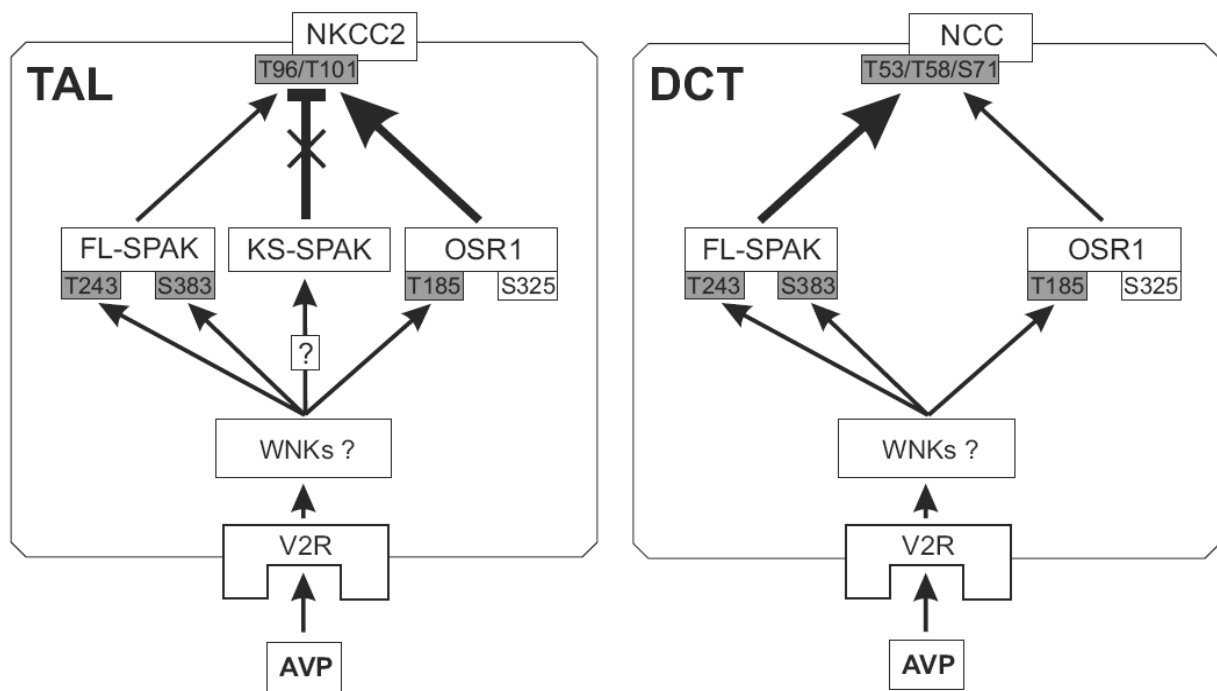 NKCC2
T96/T101
TAL
FL-SPAK
KS-SPAK
OSR1
T243
S383
T185
S325
?
WNKs ?
V2R
AVP
NCC
T53/T58/S71
DCT
FL-SPAK
OSR1
T243
S383
T185
S325
WNKs ?
V2R
AVP